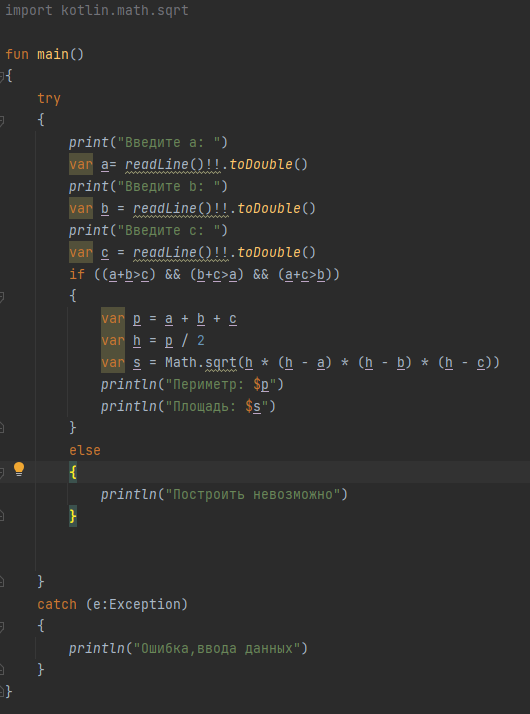 import kotlin.math.sqrt
fun main()
{
try
{
print("Введите a: ")
var a= readLine()!!.toDouble()
print("Введите b: ")
var b = readLine()!!.toDouble()
print("Введите c: ")
var c = readLine()!!.toDouble()
if ((a+b>c) && (b+c>a) && (a+c>b))
{
var p = a + b + c
var h = p / 2
var s = Math.sqrt(h * (h - a) * (h - b) * (h - c))
println("Периметр: $p")
println("Площадь: $s")
}
else
{
println("Построить невозможно")
}
}
catch (e:Exception)
{
println("Ошибка,ввода данных")
}
}